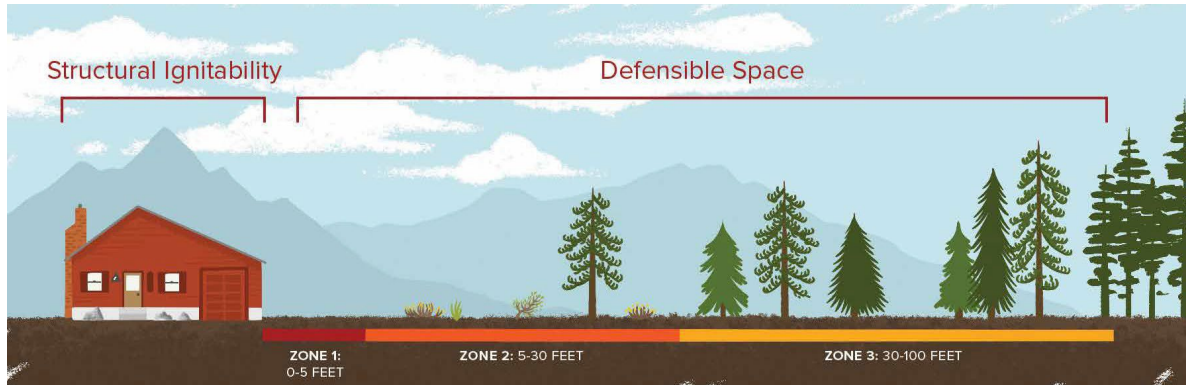 Structural Ignitability
Defensible Space
ZONE 1:
0-5 FEET
ZONE 2: 5-30 FEET
ZONE 3: 30-100 FEET